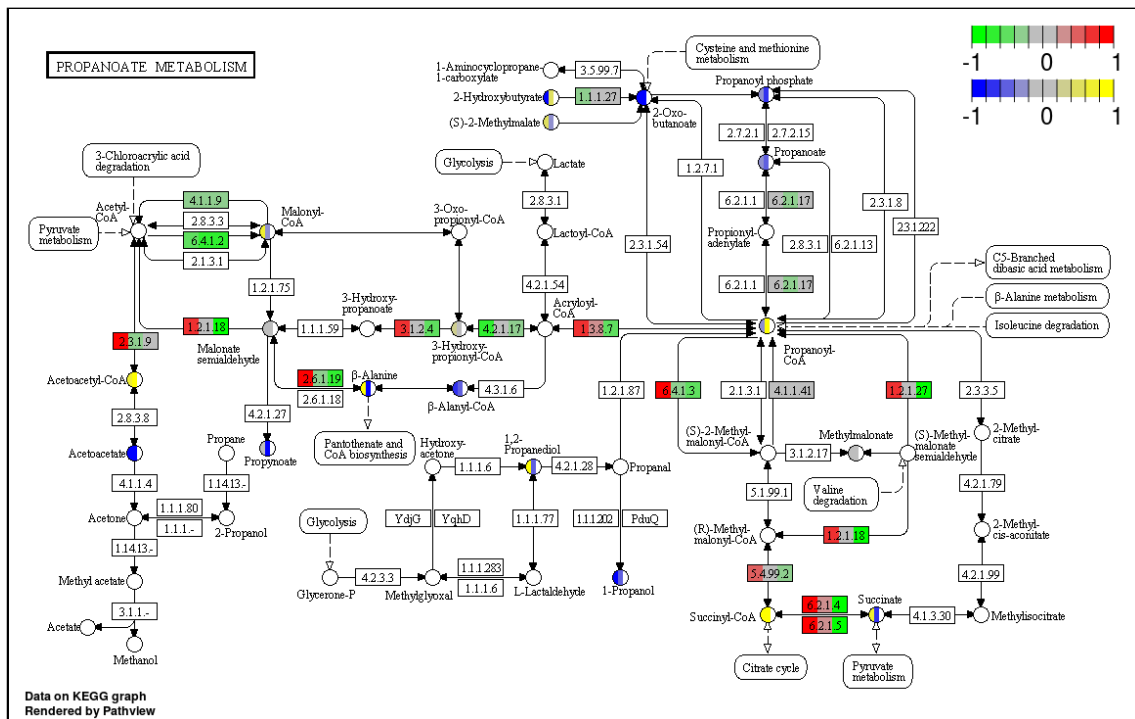 PROPANOATE METABOLISM
-1 0 1
-1 0 1
Cysteine and methionine
metabolism
1-Aminocyclopropane
1-carboxylate
3.5.99.7
Propanoyl phosphate
2-Hydroxybutyrate
1.1.1.27
2-Oxo-
butanoate
(S)-2-Methylmalate
2.7.2.1
2.7.2.15
3-Chloroacrylic acid
degradation
Glycolysis
Lactate
1.2.7.1
Propanoate
Acetyl-
CoA
4.1.1.9
2.8.3.3
6.4.1.2
2.1.3.1
Malonyl-
CoA
Pyruvate
metabolism
3-Oxo-
propionyl-CoA
2.8.3.1
Lactoyl-CoA
6.2.1.1
6.2.1.17
2.3.1.8
2.3.1.222
Propionyl-
adenylate
2.3.1.54
2.8.3.1
6.2.1.13
C5-Branched
dibasic acid metabolism
1.2.1.75
4.2.1.54
6.2.1.1
6.2.1.17
β-Alanine metabolism
3-Hydroxy-
propanoate
Acryloyl-
CoA
1.2.1.18
1.1.1.59
3.1.2.4
4.2.1.17
1.3.8.7
Isoleucine degradation
2.3.1.9
Malonate
semialdehyde
3-Hydroxy-
propionyl-CoA
Propanoyl-
CoA
Acetoacetyl-CoA
2.6.1.19
2.6.1.18
β-Alanine
β-Alanyl-CoA
4.3.1.6
1.2.1.87
6.4.1.3
2.1.3.1
4.1.1.41
1.2.1.27
2.3.3.5
2.8.3.8
4.2.1.27
Propane
Pantothenate and
CoA biosynthesis
Hydroxy-
acetone
1,2-
Propanediol
(S)-2-Methyl-
malonyl-CoA
Methylmalonate
(S)-Methyl-
malonate
semialdehyde
2-Methyl-
citrate
Acetoacetate
Propynoate
1.1.1.6
4.2.1.28
Propanal
3.1.2.17
4.1.1.4
1.14.13.-
Valine
degradation
4.2.1.79
5.1.99.1
Acetone
1.1.1.80
1.1.1.-
2-Propanol
Glycolysis
YdjG
YqhD
1.1.1.77
1.1.1.202
PduQ
(R)-Methyl-
malonyl-CoA
1.2.1.18
2-Methyl-
cis-aconitate
1.14.13.-
4.2.3.3
1.1.1.283
1.1.1.6
5.4.99.2
4.2.1.99
Methyl acetate
Glycerone-P
Methylglyoxal
L-Lactaldehyde
1-Propanol
3.1.1.-
Succinyl-CoA
6.2.1.4
6.2.1.5
Succinate
4.1.3.30
Methylisocitrate
Acetate
Methanol
Citrate cycle
Pyruvate
metabolism
Data on KEGG graph
Rendered by Pathview